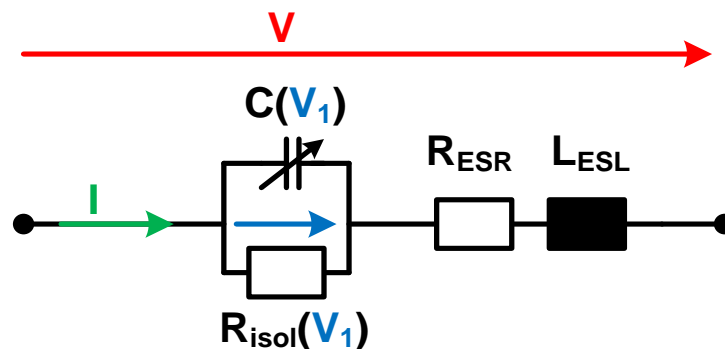 V
C(V1)
RESR LESL
I
Risol(V1)